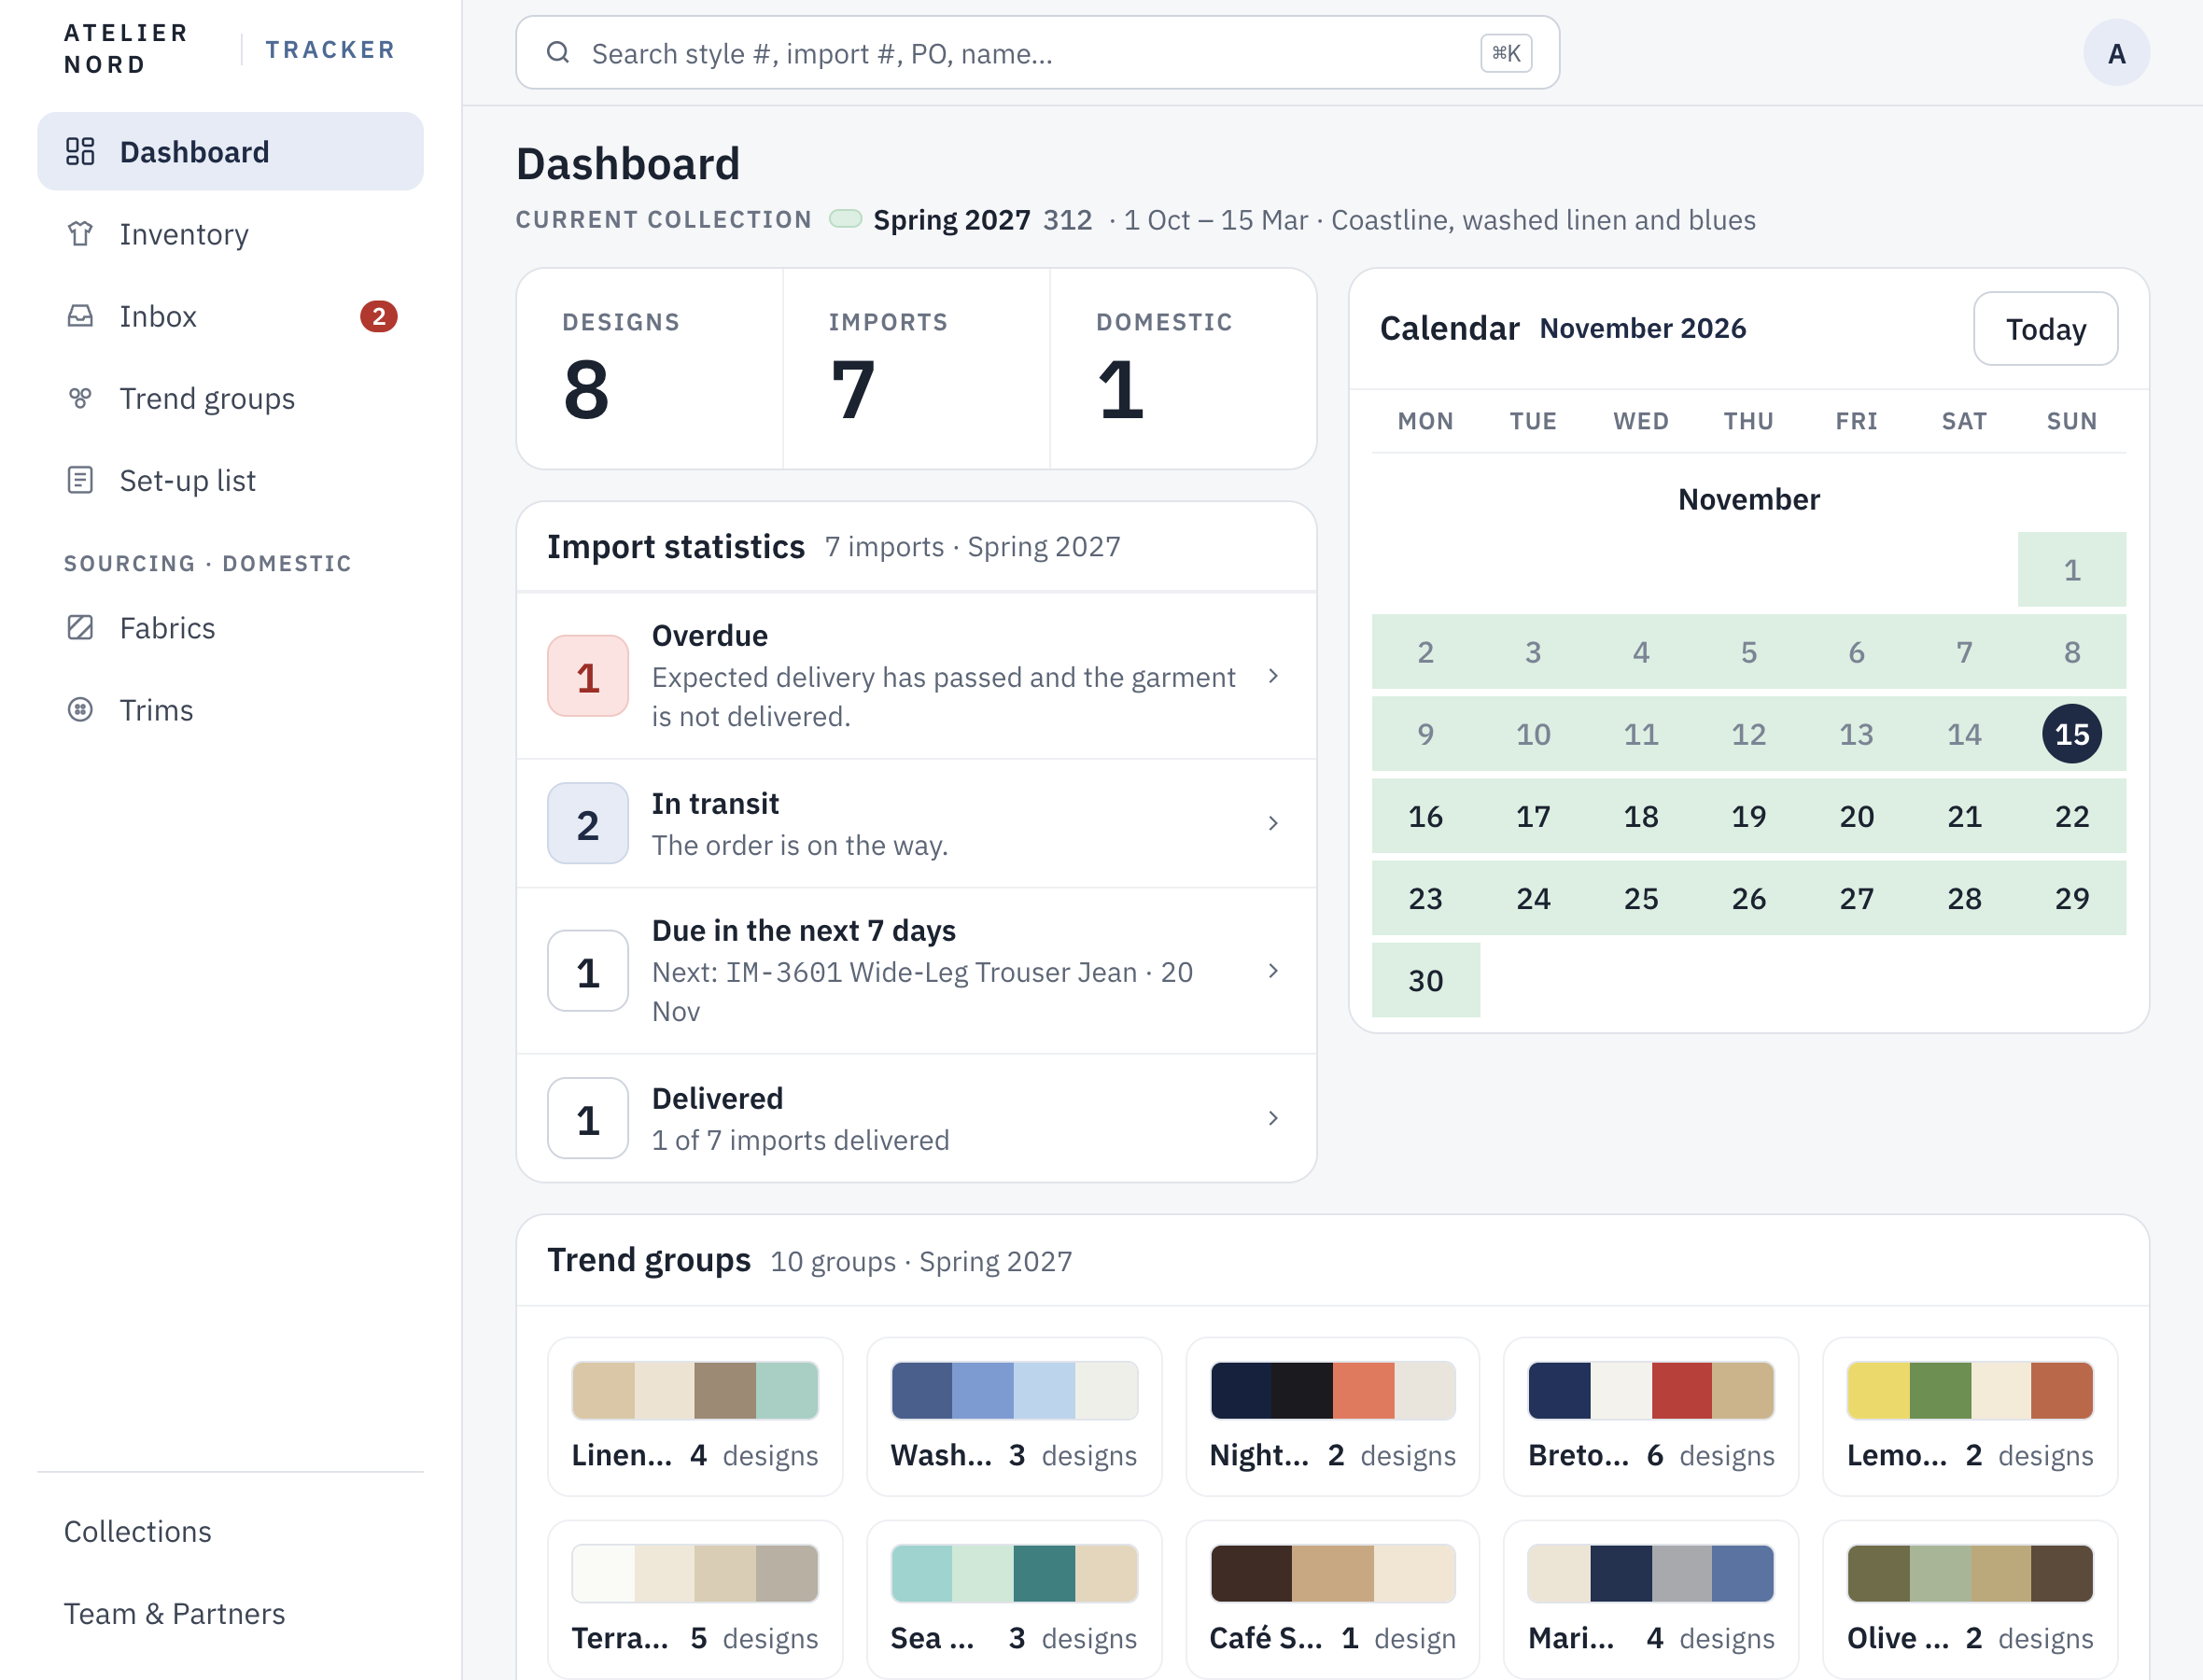 ATELIER
NORD
TRACKER
Dashboard
Inventory
Inbox 2
Trend groups
Set-up list
SOURCING · DOMESTIC
Fabrics
Trims
Collections
Team & Partners
Search style #, import #, PO, name...
⌘K
A
Dashboard
CURRENT COLLECTION Spring 2027 312 · 1 Oct – 15 Mar · Coastline, washed linen and blues
DESIGNS IMPORTS DOMESTIC
8 7 1
Import statistics 7 imports · Spring 2027
1
Overdue
Expected delivery has passed and the garment
is not delivered.
2
In transit
The order is on the way.
1
Due in the next 7 days
Next: IM-3601 Wide-Leg Trouser Jean · 20
Nov
1
Delivered
1 of 7 imports delivered
Calendar November 2026 Today
MON TUE WED THU FRI SAT SUN
November
1
2 3 4 5 6 7 8
9 10 11 12 13 14 15
16 17 18 19 20 21 22
23 24 25 26 27 28 29
30
Trend groups 10 groups · Spring 2027
Linen... 4 designs
Wash... 3 designs
Night... 2 designs
Breto... 6 designs
Lemo... 2 designs
Terra... 5 designs
Sea ... 3 designs
Café S... 1 design
Mari... 4 designs
Olive ... 2 designs